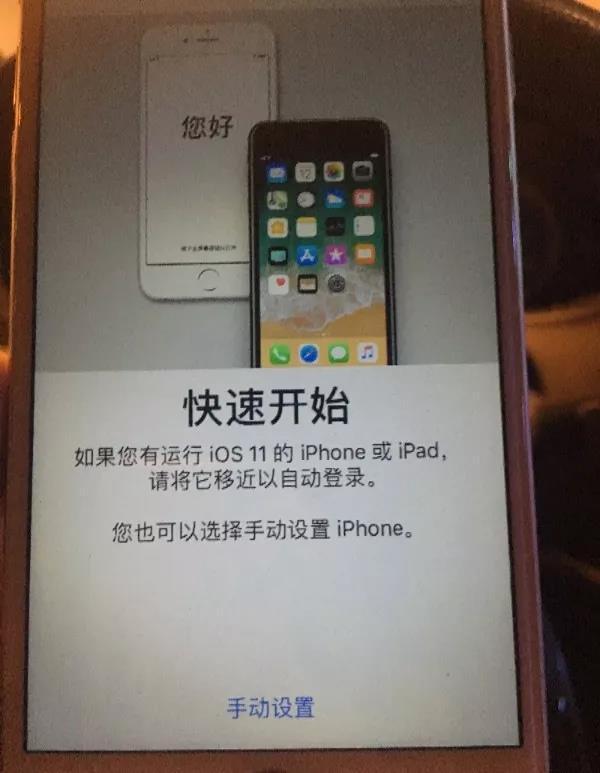 您好
12
快速开始
如果您有运行 iOS 11 的 iPhone 或 iPad，
请将它移近以自动登录。
您也可以选择手动设置 iPhone。
手动设置